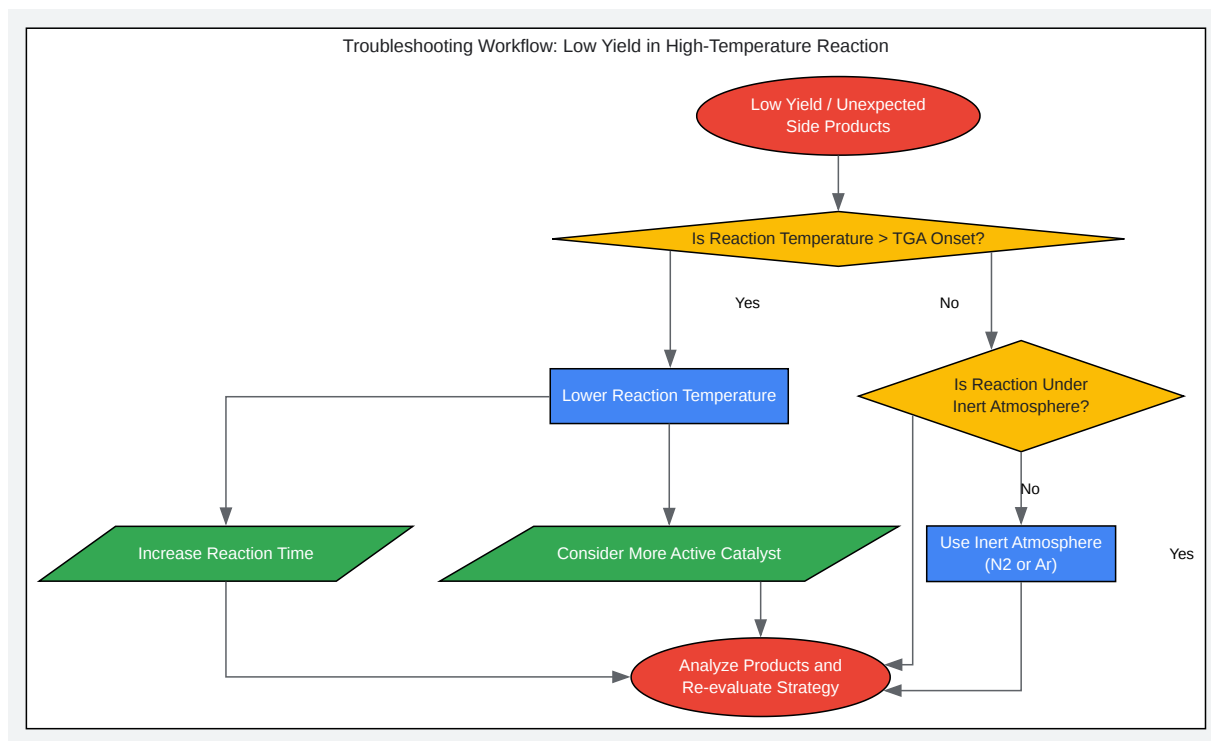 Troubleshooting Workflow: Low Yield in High-Temperature Reaction
Low Yield / Unexpected
Side Products
Is Reaction Temperature > TGA Onset?
Yes
No
Lower Reaction Temperature
Is Reaction Under
Inert Atmosphere?
No
Increase Reaction Time
Consider More Active Catalyst
Use Inert Atmosphere
(N2 or Ar)
Yes
Analyze Products and
Re-evaluate Strategy